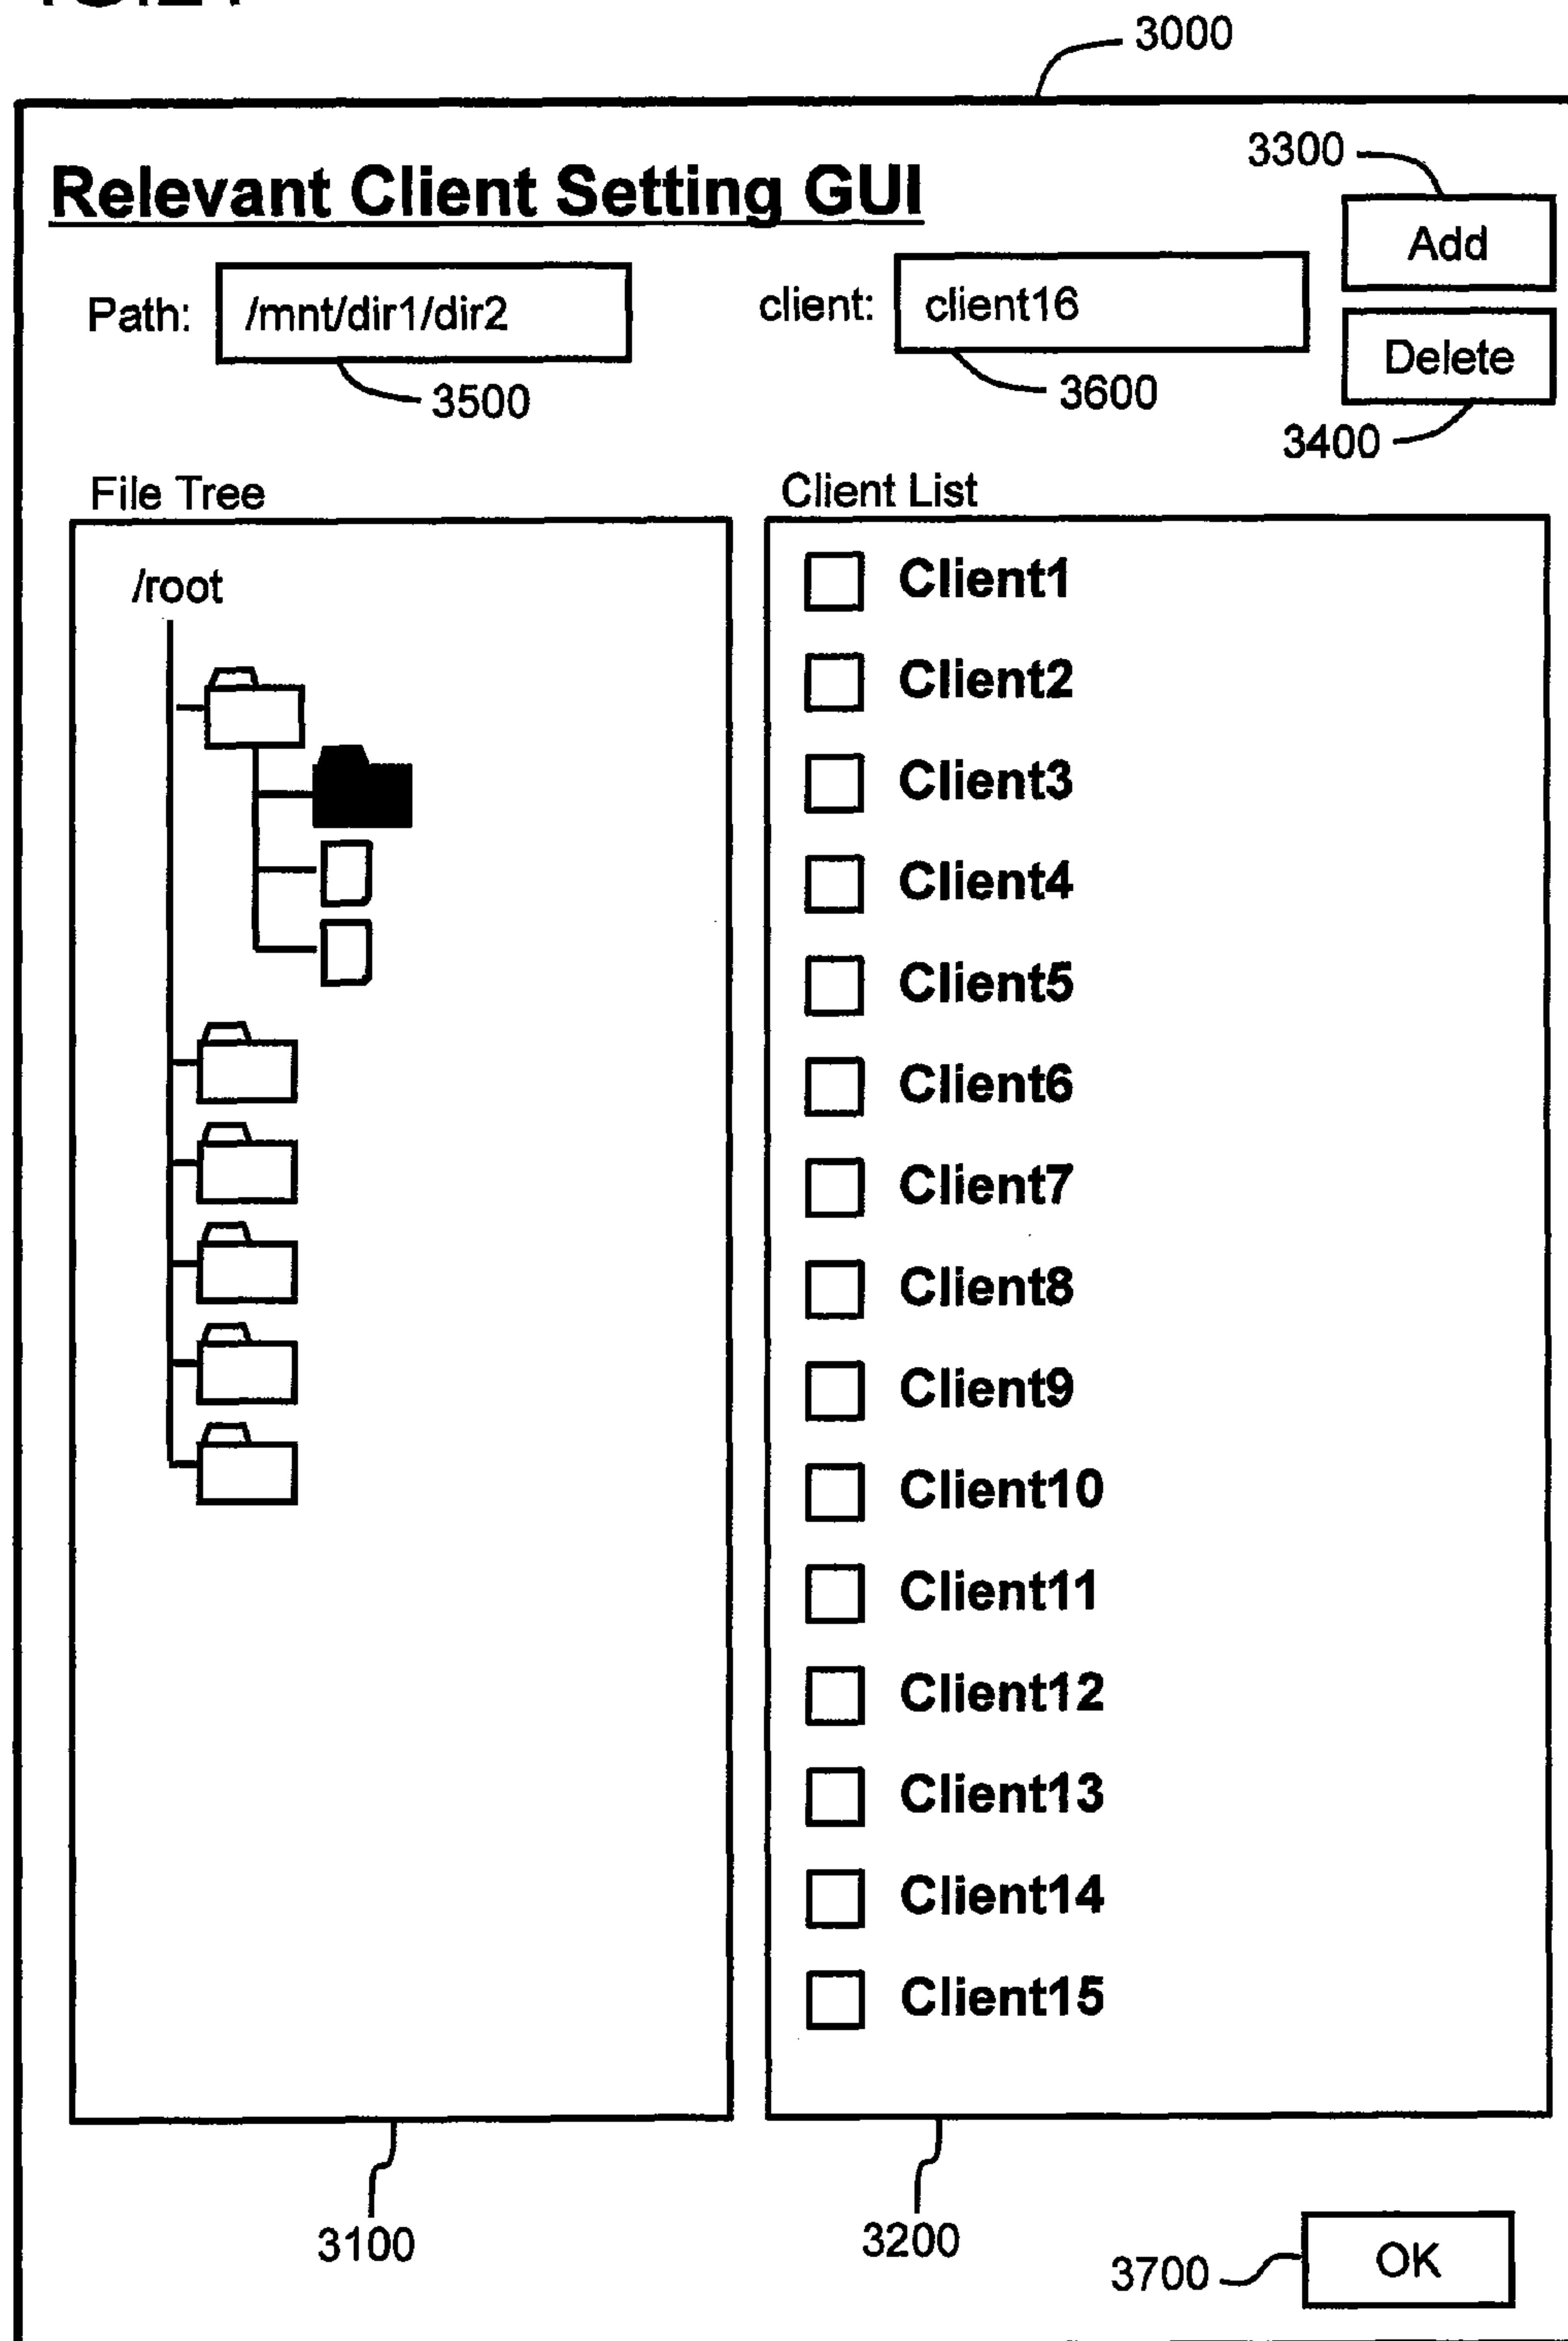 3000
3300
Relevant Client Setting GUI
Add
Path: /mnt/dir1/dir2
client: client16
Delete
3500
3600
3400
File Tree
Client List
/root
Client1
Client2
Client3
Client4
Client5
Client6
Client7
Client8
Client9
Client10
Client11
Client12
Client13
Client14
Client15
3100
3200
3700
OK